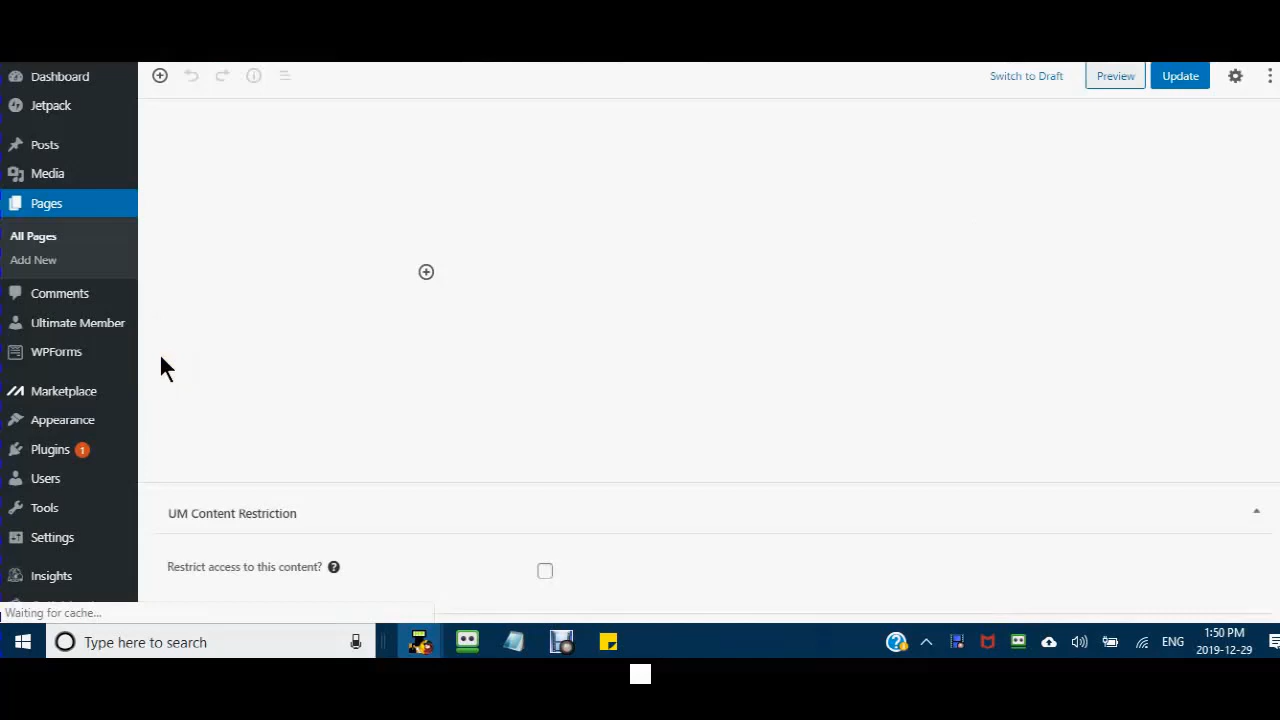 Dashboard
Switch to Draft
Preview
Update
Jetpack
Posts
Media
Pages
All Pages
Add New
Comments
Ultimate Member
WPForms
Marketplace
Appearance
Plugins 1
Users
UM Content Restriction
Tools
Settings
Restrict access to this content? ?
Insights
Waiting for cache...
Type here to search
ENG
1:50 PM
2019-12-29